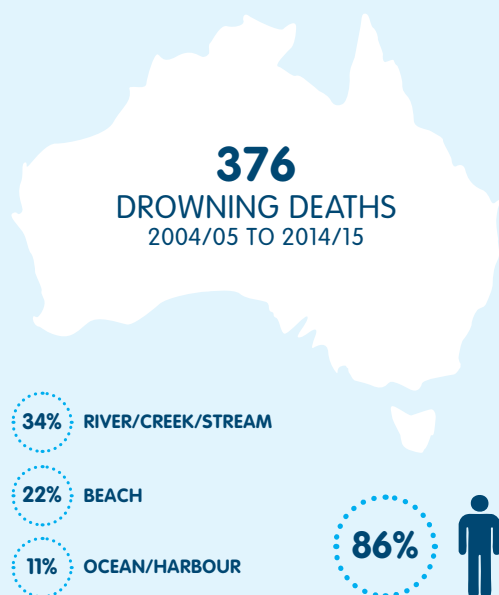 376
DROWNING DEATHS
2004/05 TO 2014/15
34% RIVER/CREEK/STREAM
22% BEACH
11% OCEAN/HARBOUR
86%